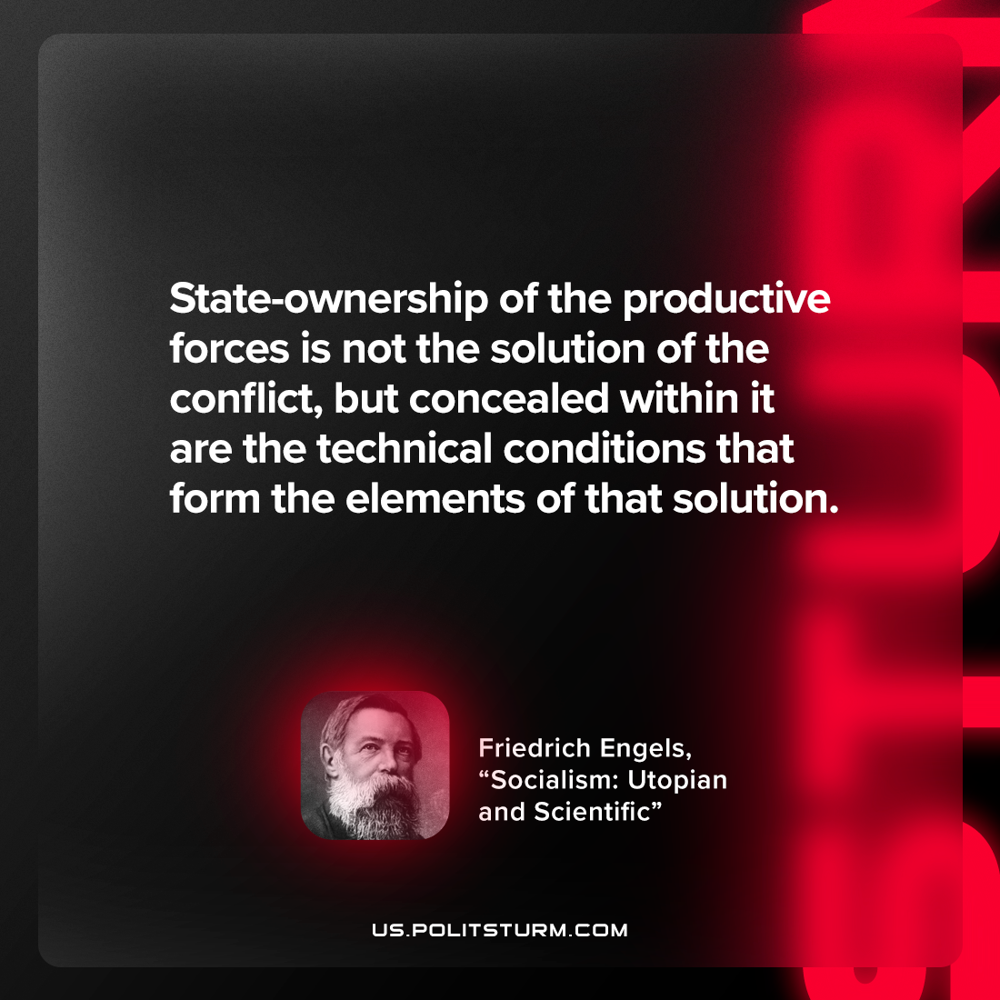 State-ownership of the productive
forces is not the solution of the
conflict, but concealed within it
are the technical conditions that
form the elements of that solution.
Friedrich Engels,
“Socialism: Utopian
and Scientific”
US.POLITSTURM.COM